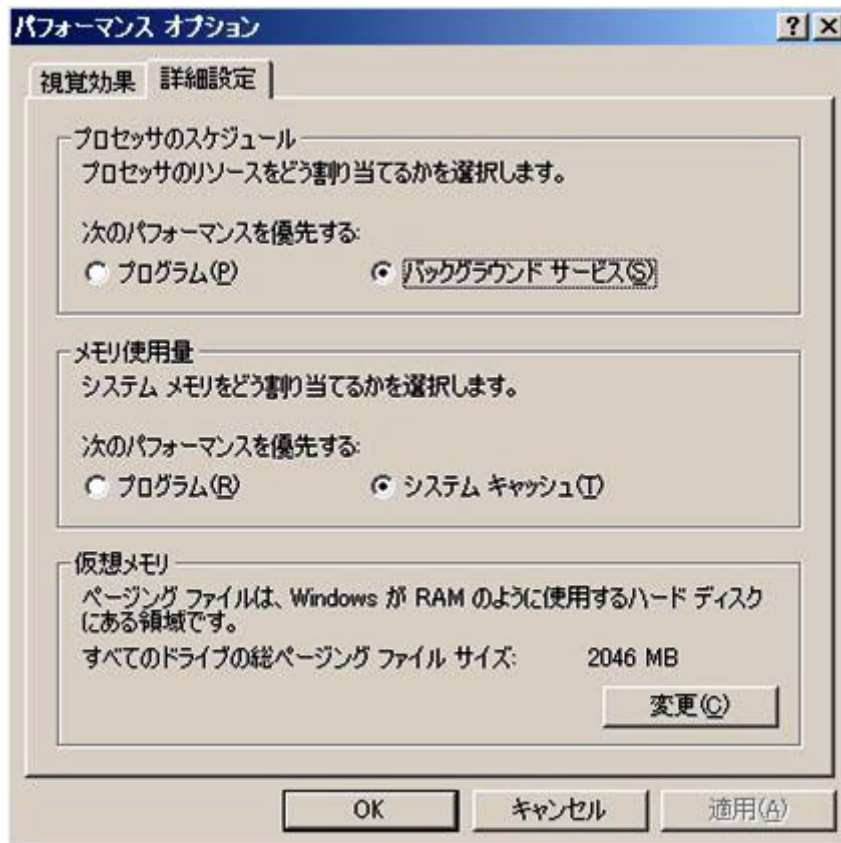 パフォーマンス オプション
視覚効果
詳細設定
プロセッサのスケジュール
プロセッサのリソースをどう割り当てるかを選択します。
次のパフォーマンスを優先する:
プログラム(P)
バックグラウンド サービス(S)
メモリ使用量
システム メモリをどう割り当てるかを選択します。
次のパフォーマンスを優先する:
プログラム(R)
システム キャッシュ(T)
仮想メモリ
ページング ファイルは、Windows が RAM のように使用するハード ディスク
にある領域です。
すべてのドライブの総ページング ファイル サイズ: 2046 MB
変更(C)
OK
キャンセル
適用(A)